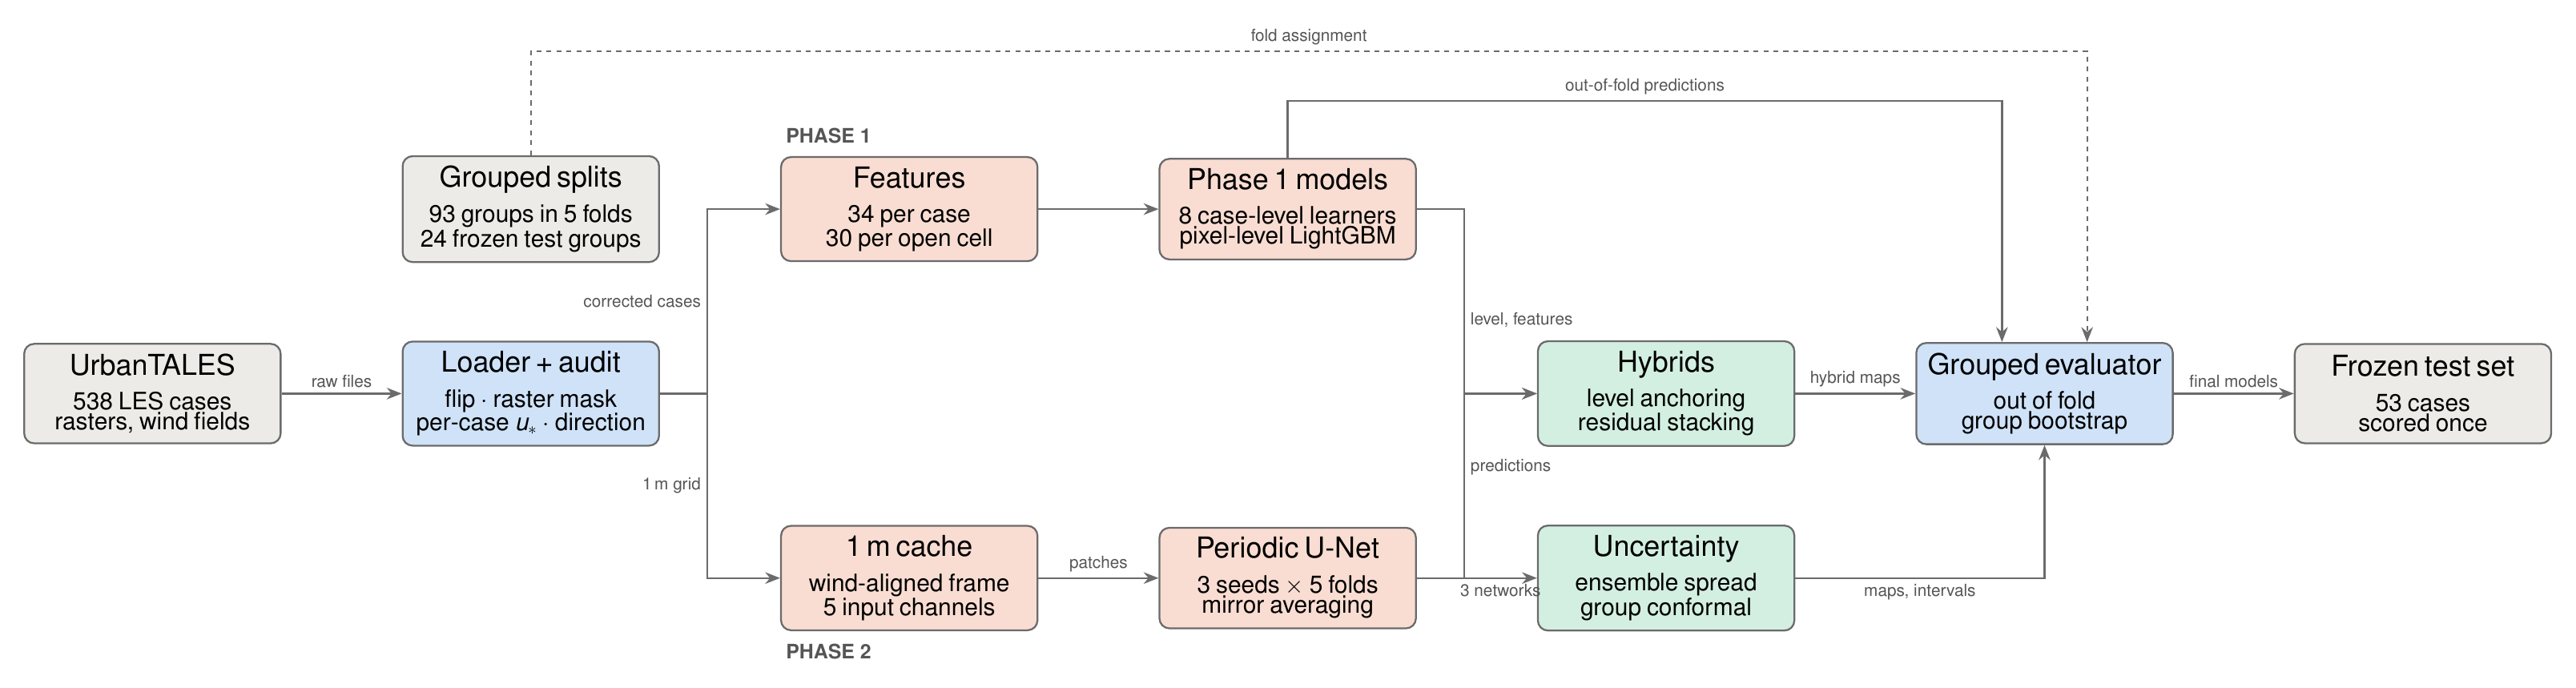 fold assignment
out-of-fold predictions
PHASE 1
Grouped splits
93 groups in 5 folds
24 frozen test groups
Features
34 per case
30 per open cell
Phase 1 models
8 case-level learners
pixel-level LightGBM
corrected cases
level, features
UrbanTALES
538 LES cases
rasters, wind fields
raw files
Loader + audit
flip · raster mask
per-case u* · direction
Hybrids
level anchoring
residual stacking
hybrid maps
Grouped evaluator
out of fold
group bootstrap
final models
Frozen test set
53 cases
scored once
1 m grid
predictions
1 m cache
wind-aligned frame
5 input channels
patches
Periodic U-Net
3 seeds × 5 folds
mirror averaging
3 networks
Uncertainty
ensemble spread
group conformal
maps, intervals
PHASE 2